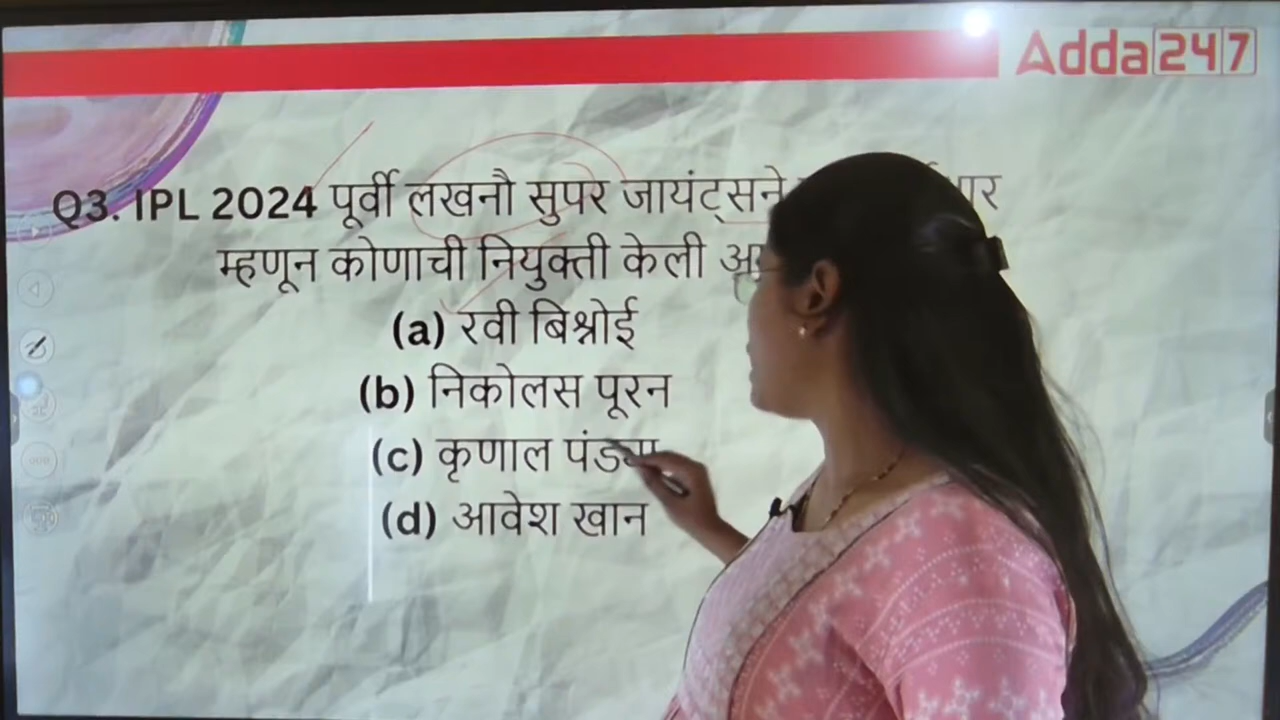 Adda247
Q3. IPL 2024 पूर्वी लखनौ सुपर जायंट्सने
म्हणून कोणाची नियुक्ती केली
(a) रवी बिश्नोई
(b) निकोलस पूरन
(c) कृणाल पंड्या
(d) आवेश खान